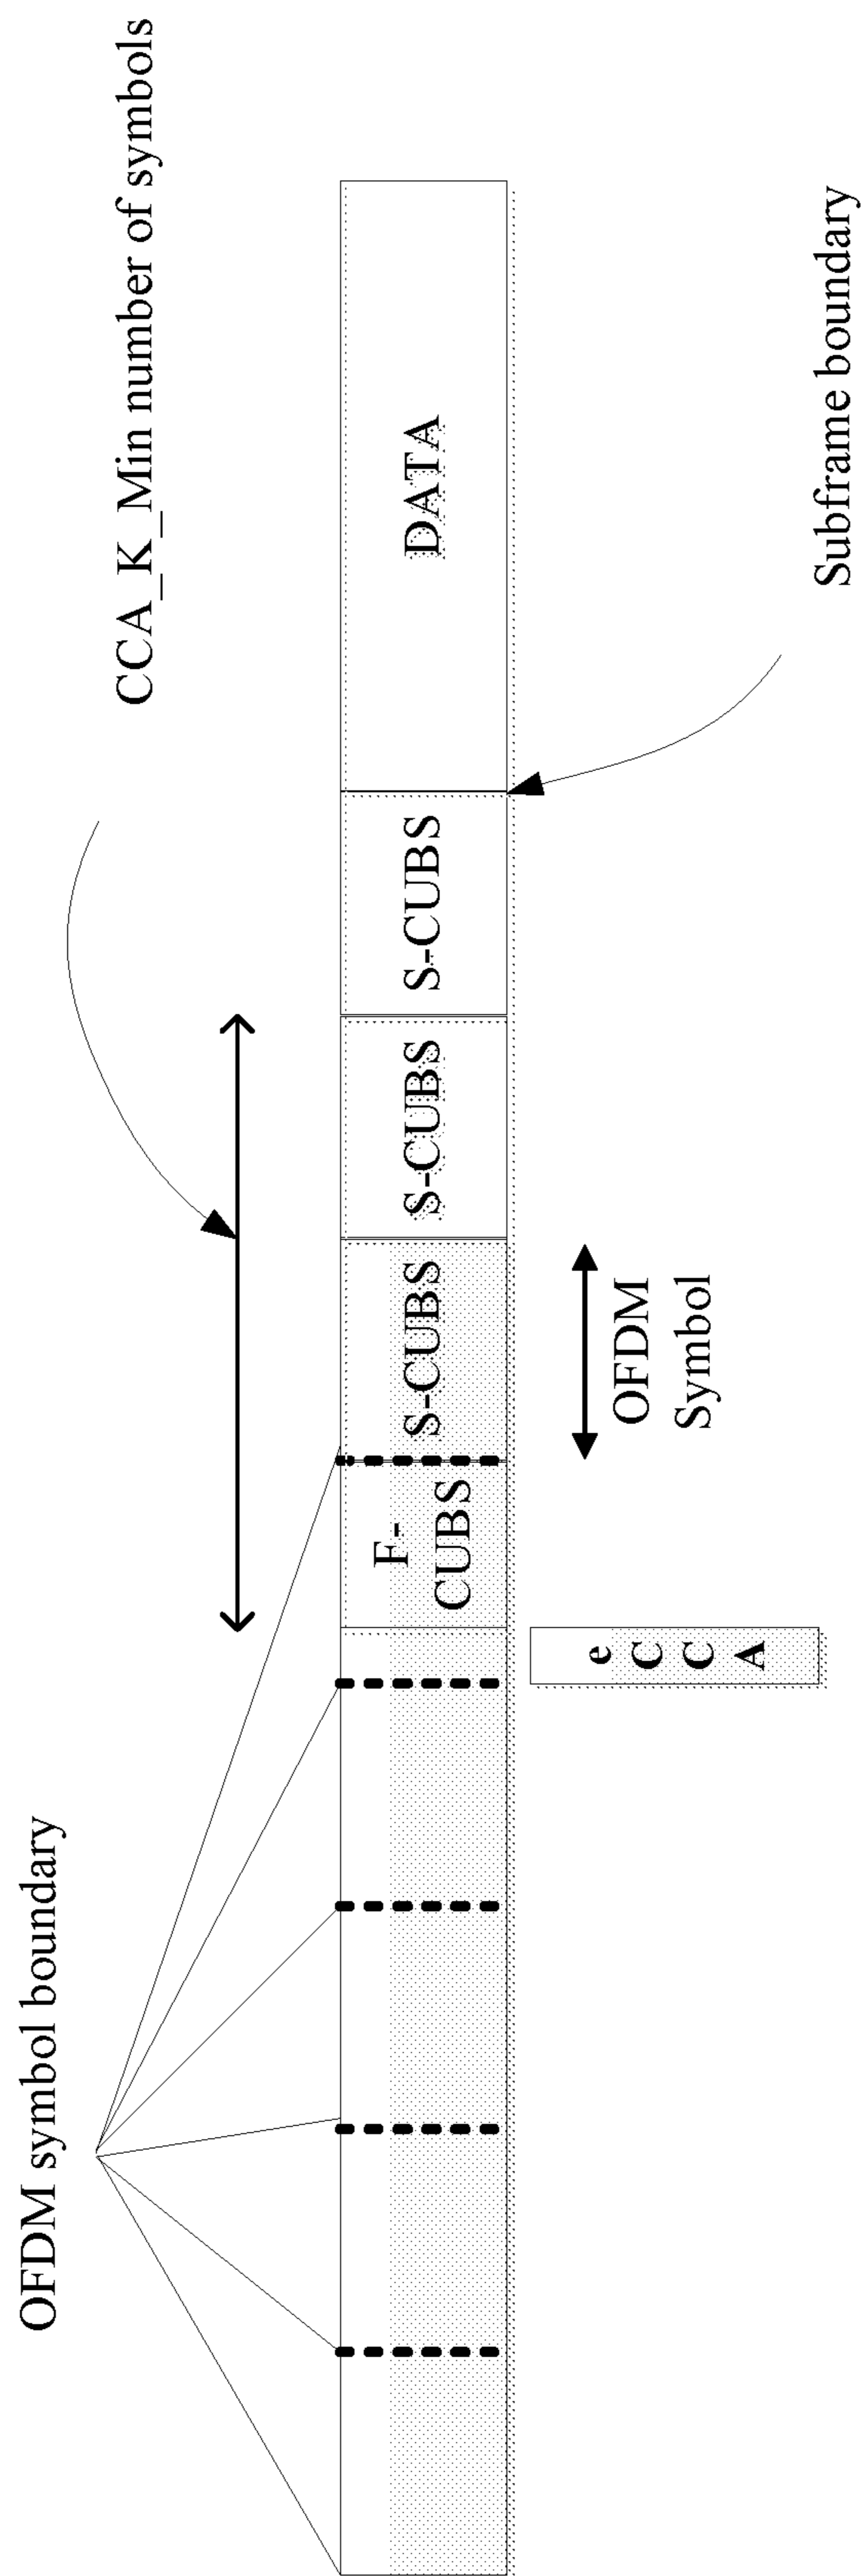 CCA_K_Min number of symbols
OFDM symbol boundary
F-
CUBS
S-CUBS
S-CUBS
S-CUBS
DATA
e
C
C
A
OFDM
Symbol
Subframe boundary